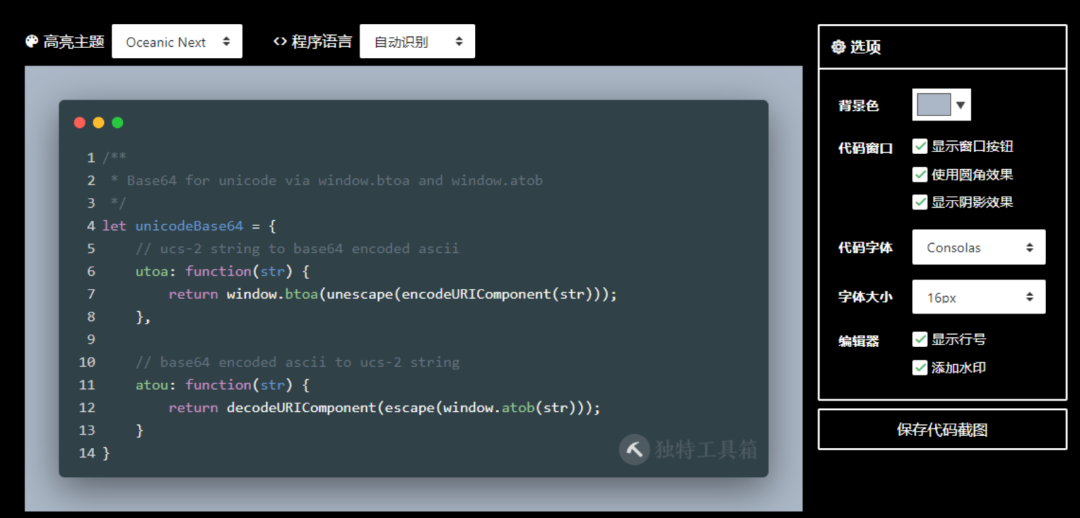 高亮主题 Oceanic Next 程序语言 自动识别
1 /**
2  * Base64 for unicode via window.btoa and window.atob
3  */
4 let unicodeBase64 = {
5     // ucs-2 string to base64 encoded ascii
6     utoa: function(str) {
7         return window.btoa(unescape(encodeURIComponent(str)));
8     },
9
10     // base64 encoded ascii to ucs-2 string
11     atou: function(str) {
12         return decodeURIComponent(escape(window.atob(str)));
13     }
14 }
独特工具箱
选项
背景色
代码窗口 显示窗口按钮
使用圆角效果
显示阴影效果
代码字体 Consolas
字体大小 16px
编辑器 显示行号
添加水印
保存代码截图